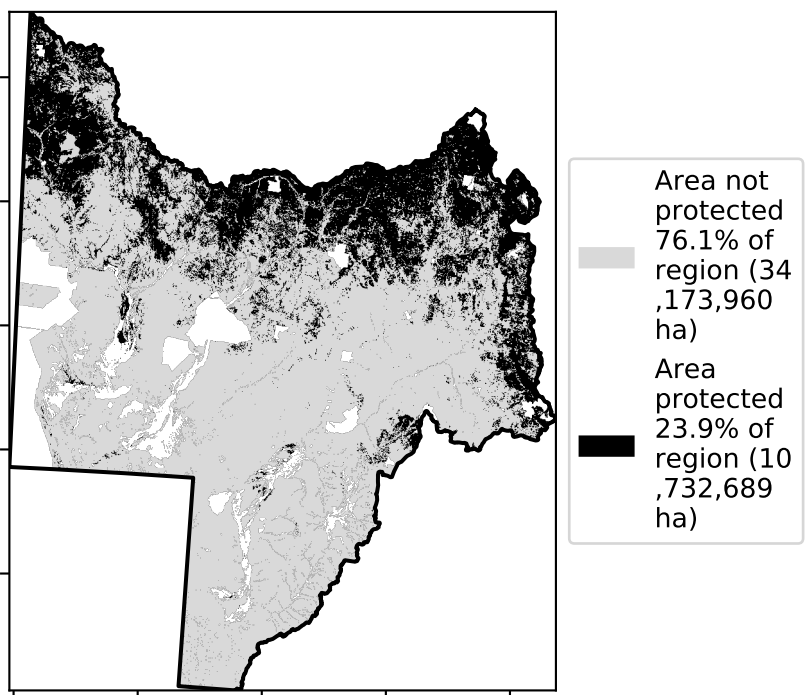 Area not
protected
76.1% of
region (34
,173,960
ha)
Area
protected
23.9% of
region (10
,732,689
ha)